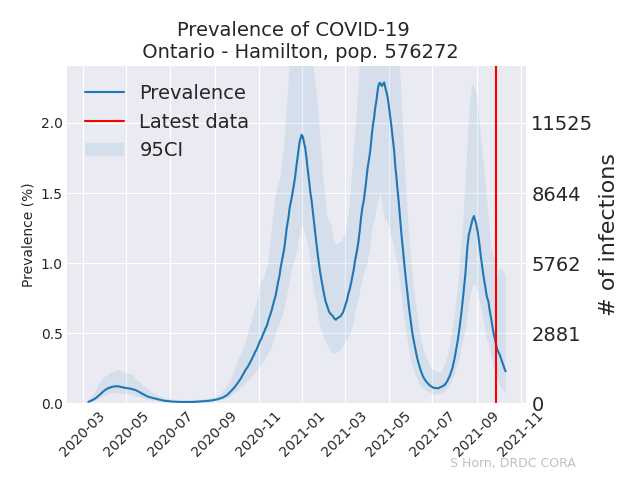 Prevalence of COVID-19
Ontario - Hamilton, pop. 576272
Prevalence
Latest data
95CI
Prevalence (%)
2.0
1.5
1.0
0.5
0.0
11525
8644
5762
2881
0
# of infections
2020-03
2020-05
2020-07
2020-09
2020-11
2021-01
2021-03
2021-05
2021-07
2021-09
2021-11
S Horn, DRDC CORA